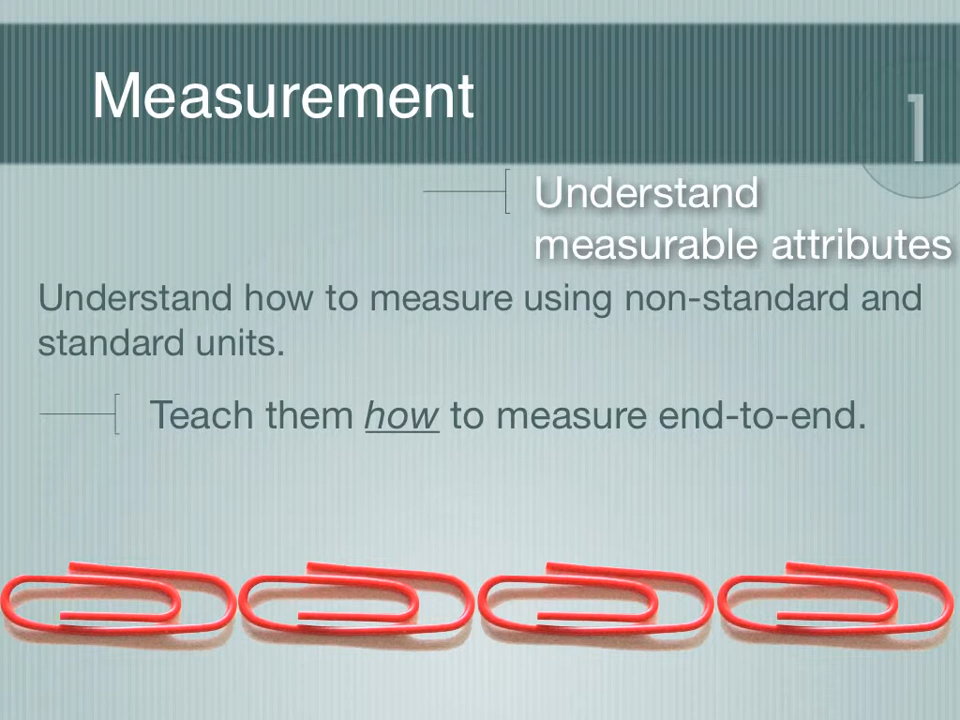 Measurement
1
Understand
measurable attributes
Understand how to measure using non-standard and
standard units.
Teach them how to measure end-to-end.